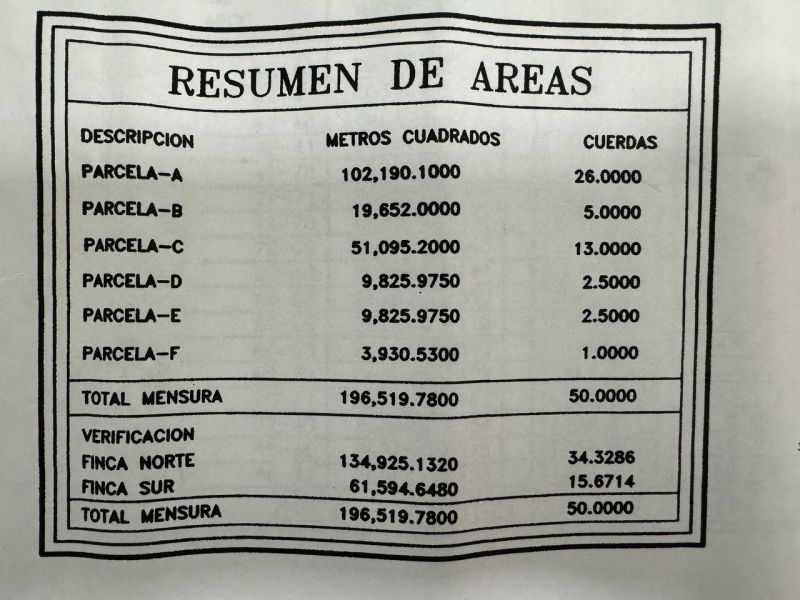 RESUMEN DE AREAS
DESCRIPCION METROS CUADRADOS CUERDAS
PARCELA-A 102,190.1000 26.0000
PARCELA-B 19,652.0000 5.0000
PARCELA-C 51,095.2000 13.0000
PARCELA-D 9,825.9750 2.5000
PARCELA-E 9,825.9750 2.5000
PARCELA-F 3,930.5300 1.0000
TOTAL MENSURA 196,519.7800 50.0000
VERIFICACION
FINCA NORTE 134,925.1320 34.3286
FINCA SUR 61,594.6480 15.6714
TOTAL MENSURA 196,519.7800 50.0000